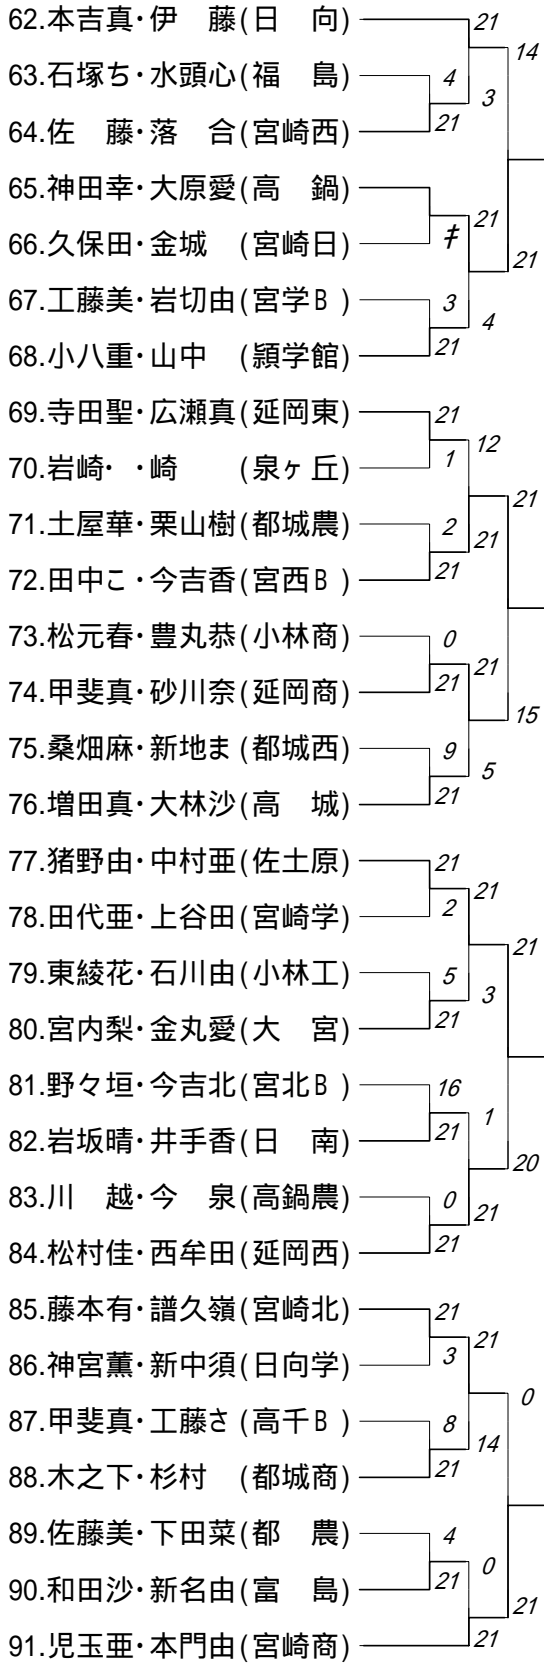 62.本吉真・伊　藤(日　向)
21
14
63.石塚ち・水頭心(福　島)
4
3
64.佐　藤・落　合(宮崎西)
21
65.神田幸・大原愛(高　鍋)
21
66.久保田・金城　(宮崎日)
キ
21
67.工藤美・岩切由(宮学B )
3
4
68.小八重・山中　(頴学館)
21
69.寺田聖・広瀬真(延岡東)
21
12
70.岩崎・ ・崎　　(泉ヶ丘)
1
21
71.土屋華・栗山樹(都城農)
2
21
72.田中こ・今吉香(宮西B )
21
73.松元春・豊丸恭(小林商)
0
21
74.甲斐真・砂川奈(延岡商)
21
15
75.桑畑麻・新地ま(都城西)
9
5
76.増田真・大林沙(高　城)
21
77.猪野由・中村亜(佐土原)
21
21
78.田代亜・上谷田(宮崎学)
2
21
79.東綾花・石川由(小林工)
5
3
80.宮内梨・金丸愛(大　宮)
21
81.野々垣・今吉北(宮北B )
16
1
82.岩坂晴・井手香(日　南)
21
20
83.川　越・今　泉(高鍋農)
0
21
84.松村佳・西牟田(延岡西)
21
85.藤本有・譜久嶺(宮崎北)
21
21
86.神宮薫・新中須(日向学)
3
0
87.甲斐真・工藤さ(高千B )
8
14
88.木之下・杉村　(都城商)
21
89.佐藤美・下田菜(都　農)
4
0
90.和田沙・新名由(富　島)
21
21
91.児玉亜・本門由(宮崎商)
21